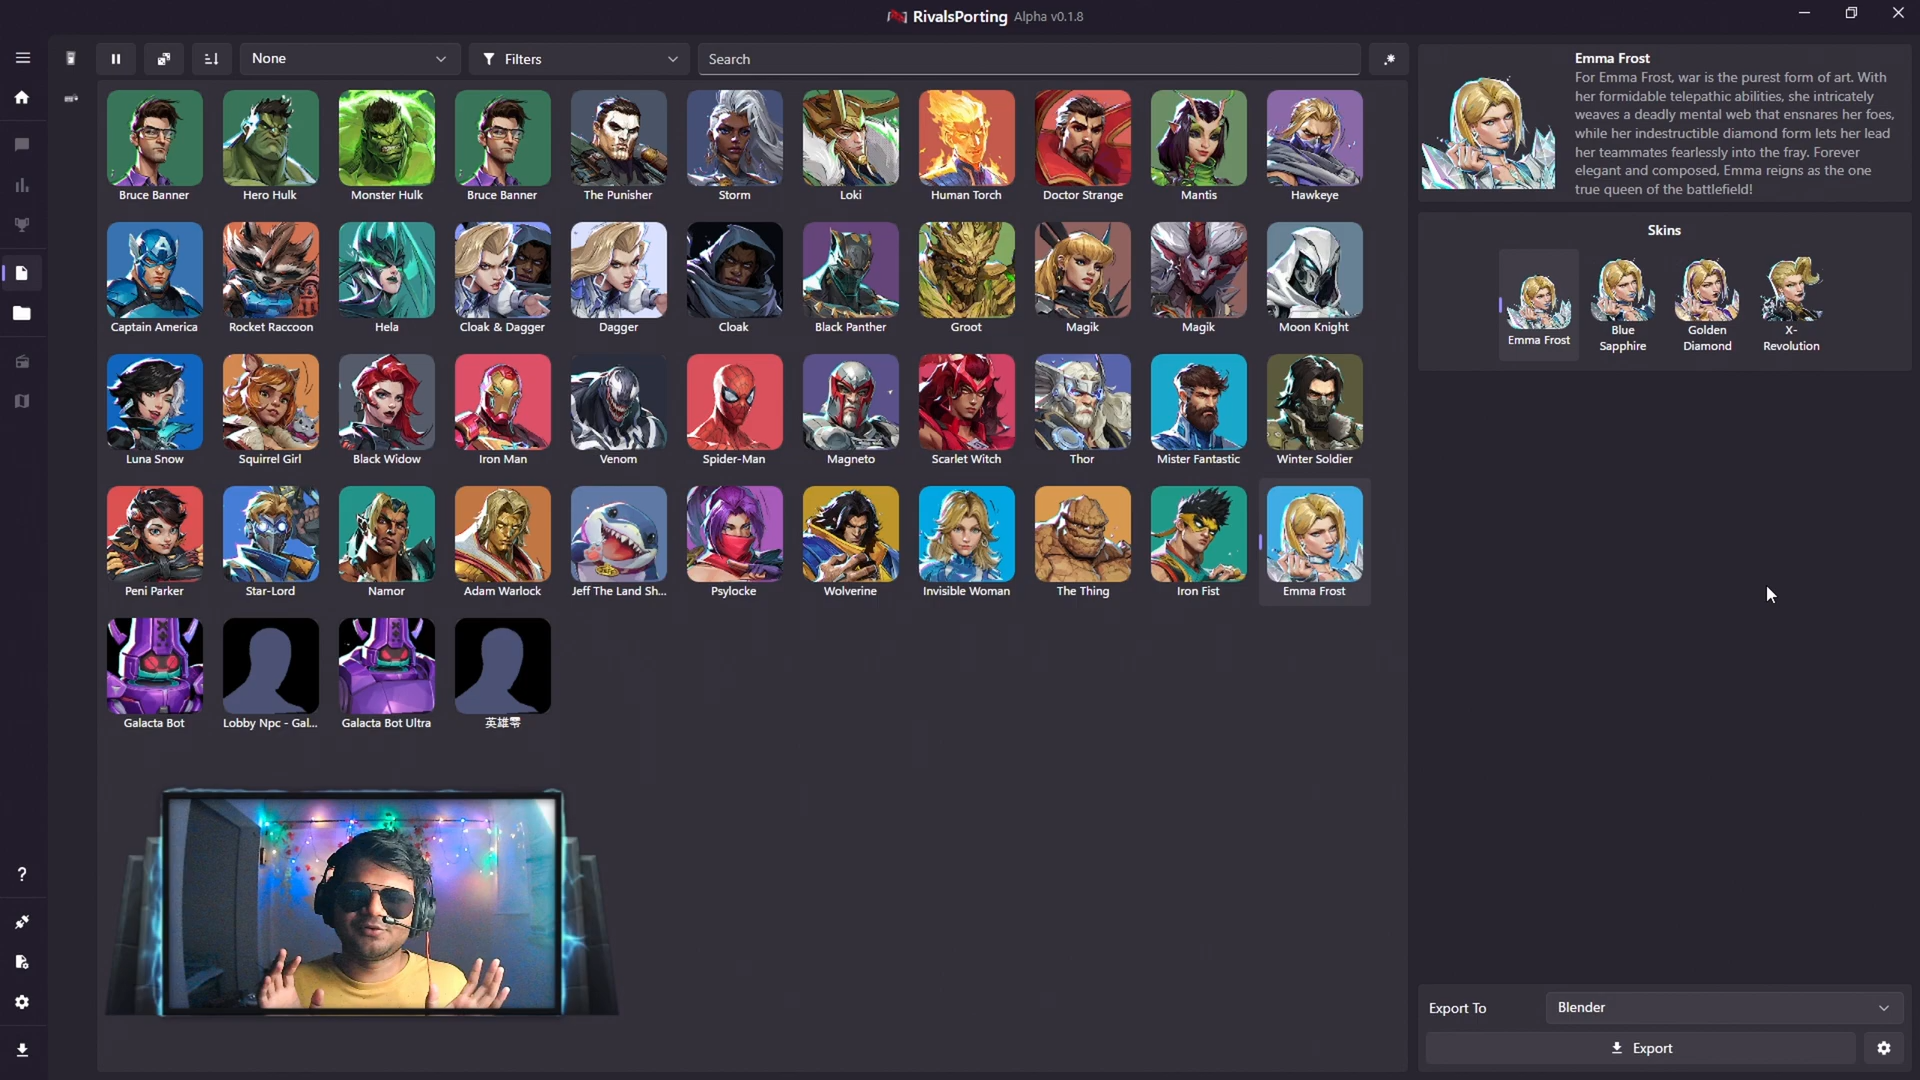 RivalsPorting Alpha v0.1.8
None
Filters
Search
Bruce Banner
Hero Hulk
Monster Hulk
Bruce Banner
The Punisher
Storm
Loki
Human Torch
Doctor Strange
Mantis
Hawkeye
Captain America
Rocket Raccoon
Hela
Cloak & Dagger
Dagger
Cloak
Black Panther
Groot
Magik
Magik
Moon Knight
Luna Snow
Squirrel Girl
Black Widow
Iron Man
Venom
Spider-Man
Magneto
Scarlet Witch
Thor
Mister Fantastic
Winter Soldier
Peni Parker
Star-Lord
Namor
Adam Warlock
Jeff The Land Sh...
Psylocke
Wolverine
Invisible Woman
The Thing
Iron Fist
Emma Frost
Galacta Bot
Lobby Npc - Gal...
Galacta Bot Ultra
英雄零
Emma Frost
For Emma Frost, war is the purest form of art. With
her formidable telepathic abilities, she intricately
weaves a deadly mental web that ensnares her foes,
while her indestructible diamond form lets her lead
her teammates fearlessly into the fray. Forever
elegant and composed, Emma reigns as the one
true queen of the battlefield!
Skins
Emma Frost
Blue
Sapphire
Golden
Diamond
X-
Revolution
Export To
Blender
Export